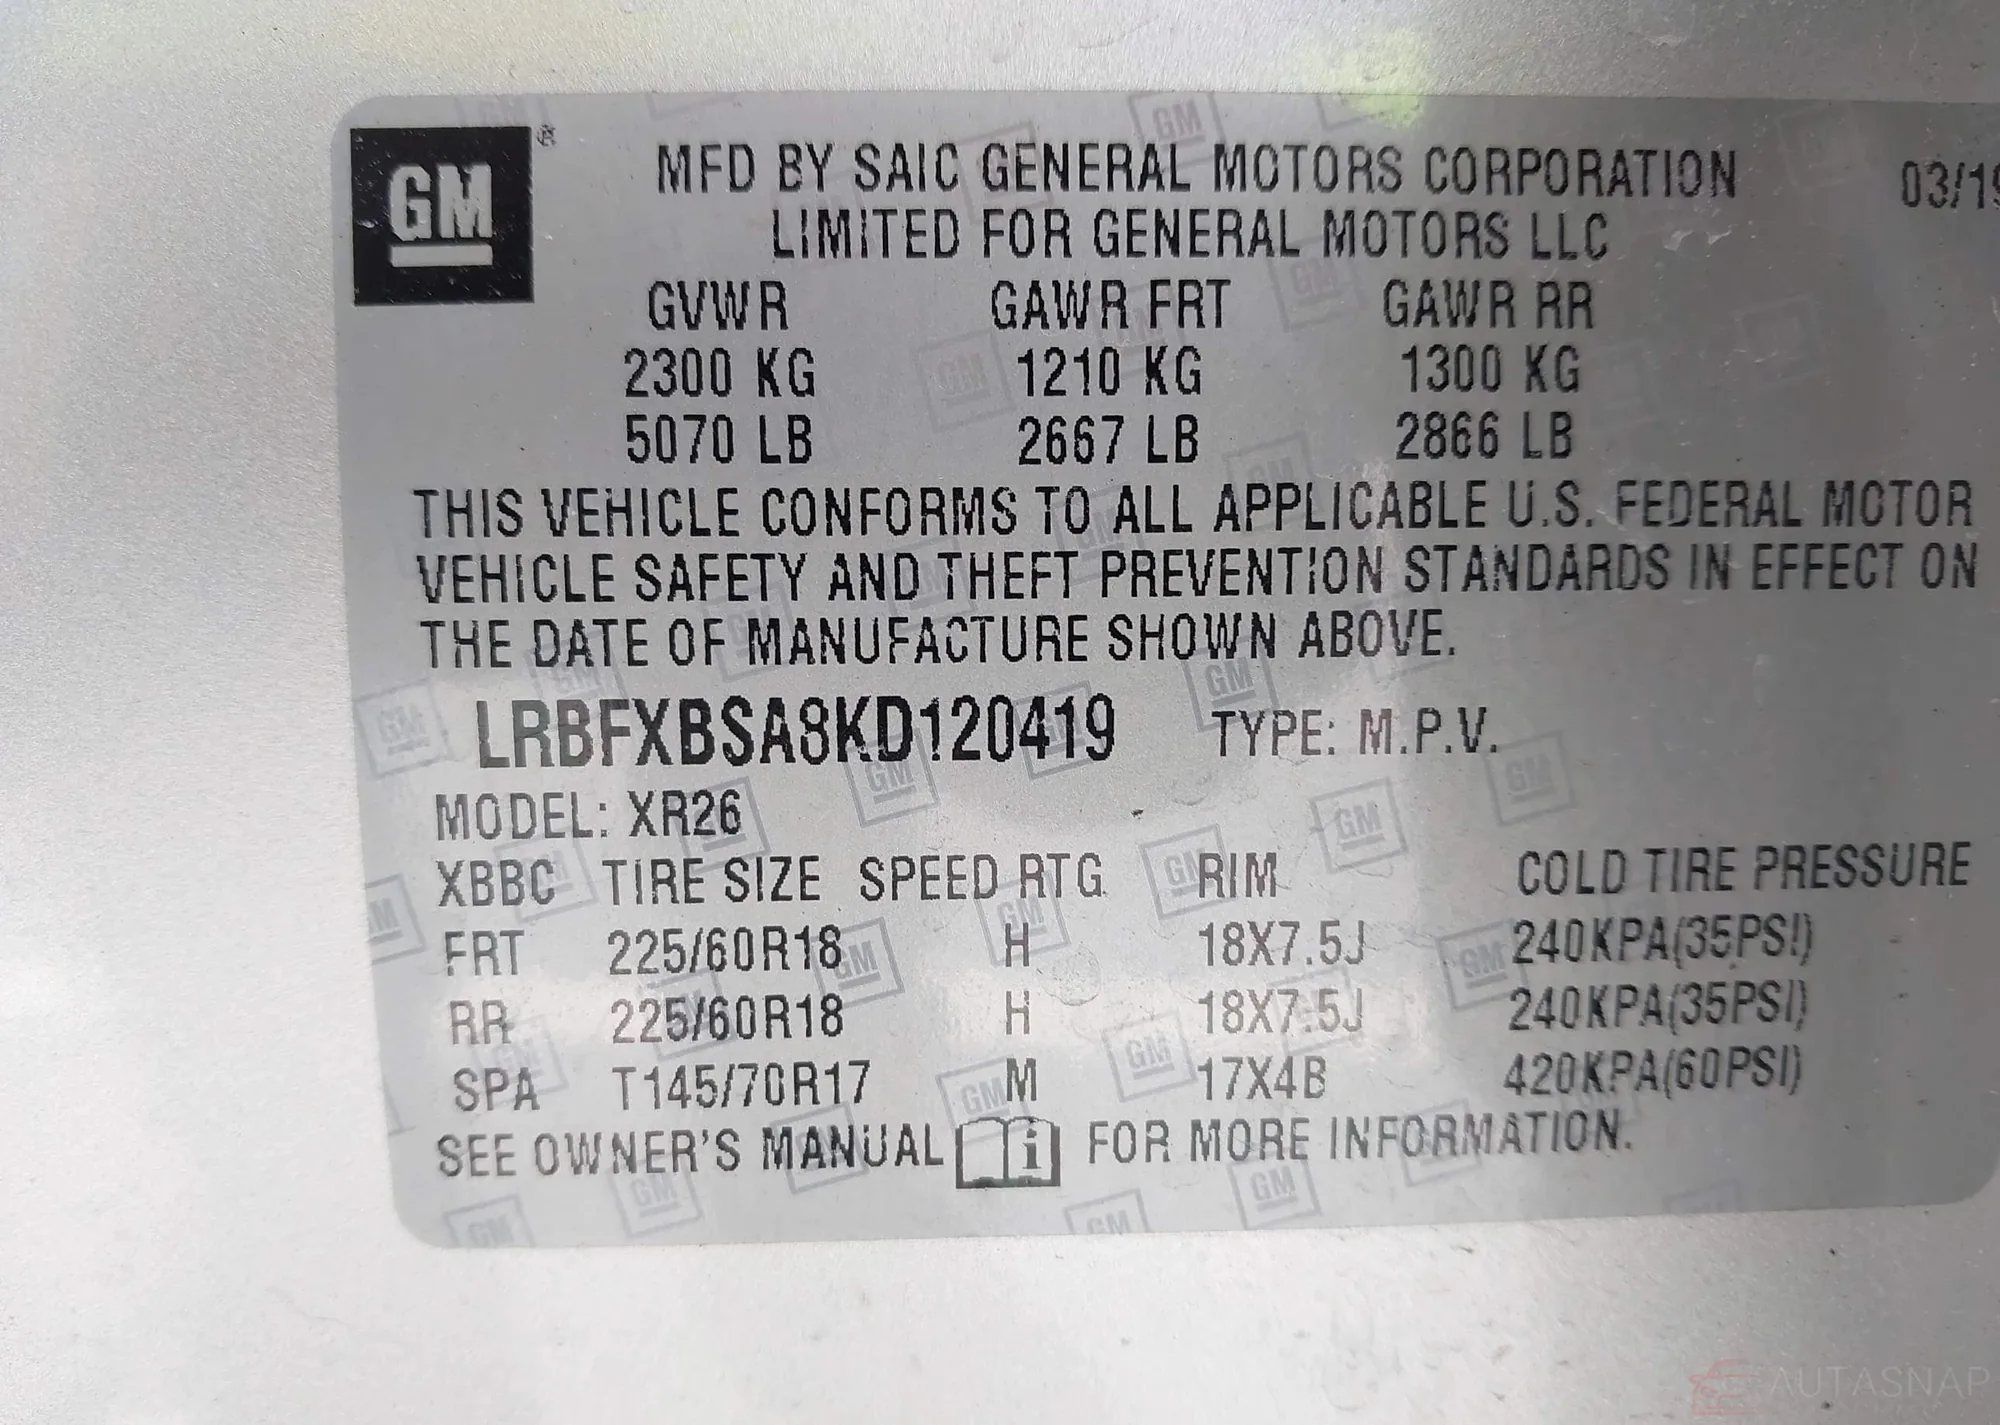 GM ®
MFD BY SAIC GENERAL MOTORS CORPORATION 03/19
LIMITED FOR GENERAL MOTORS LLC
GVWR GAWR FRT GAWR RR
2300 KG 1210 KG 1300 KG
5070 LB 2667 LB 2866 LB
THIS VEHICLE CONFORMS TO ALL APPLICABLE U.S. FEDERAL MOTOR
VEHICLE SAFETY AND THEFT PREVENTION STANDARDS IN EFFECT ON
THE DATE OF MANUFACTURE SHOWN ABOVE.
LRBFXBSA8KD120419 TYPE: M.P.V.
MODEL: XR26
XBBC TIRE SIZE SPEED RTG RIM COLD TIRE PRESSURE
FRT 225/60R18 H 18X7.5J 240KPA(35PSI)
RR 225/60R18 H 18X7.5J 240KPA(35PSI)
SPA T145/70R17 M 17X4B 420KPA(60PSI)
SEE OWNER'S MANUAL i FOR MORE INFORMATION.
AUTASNAP